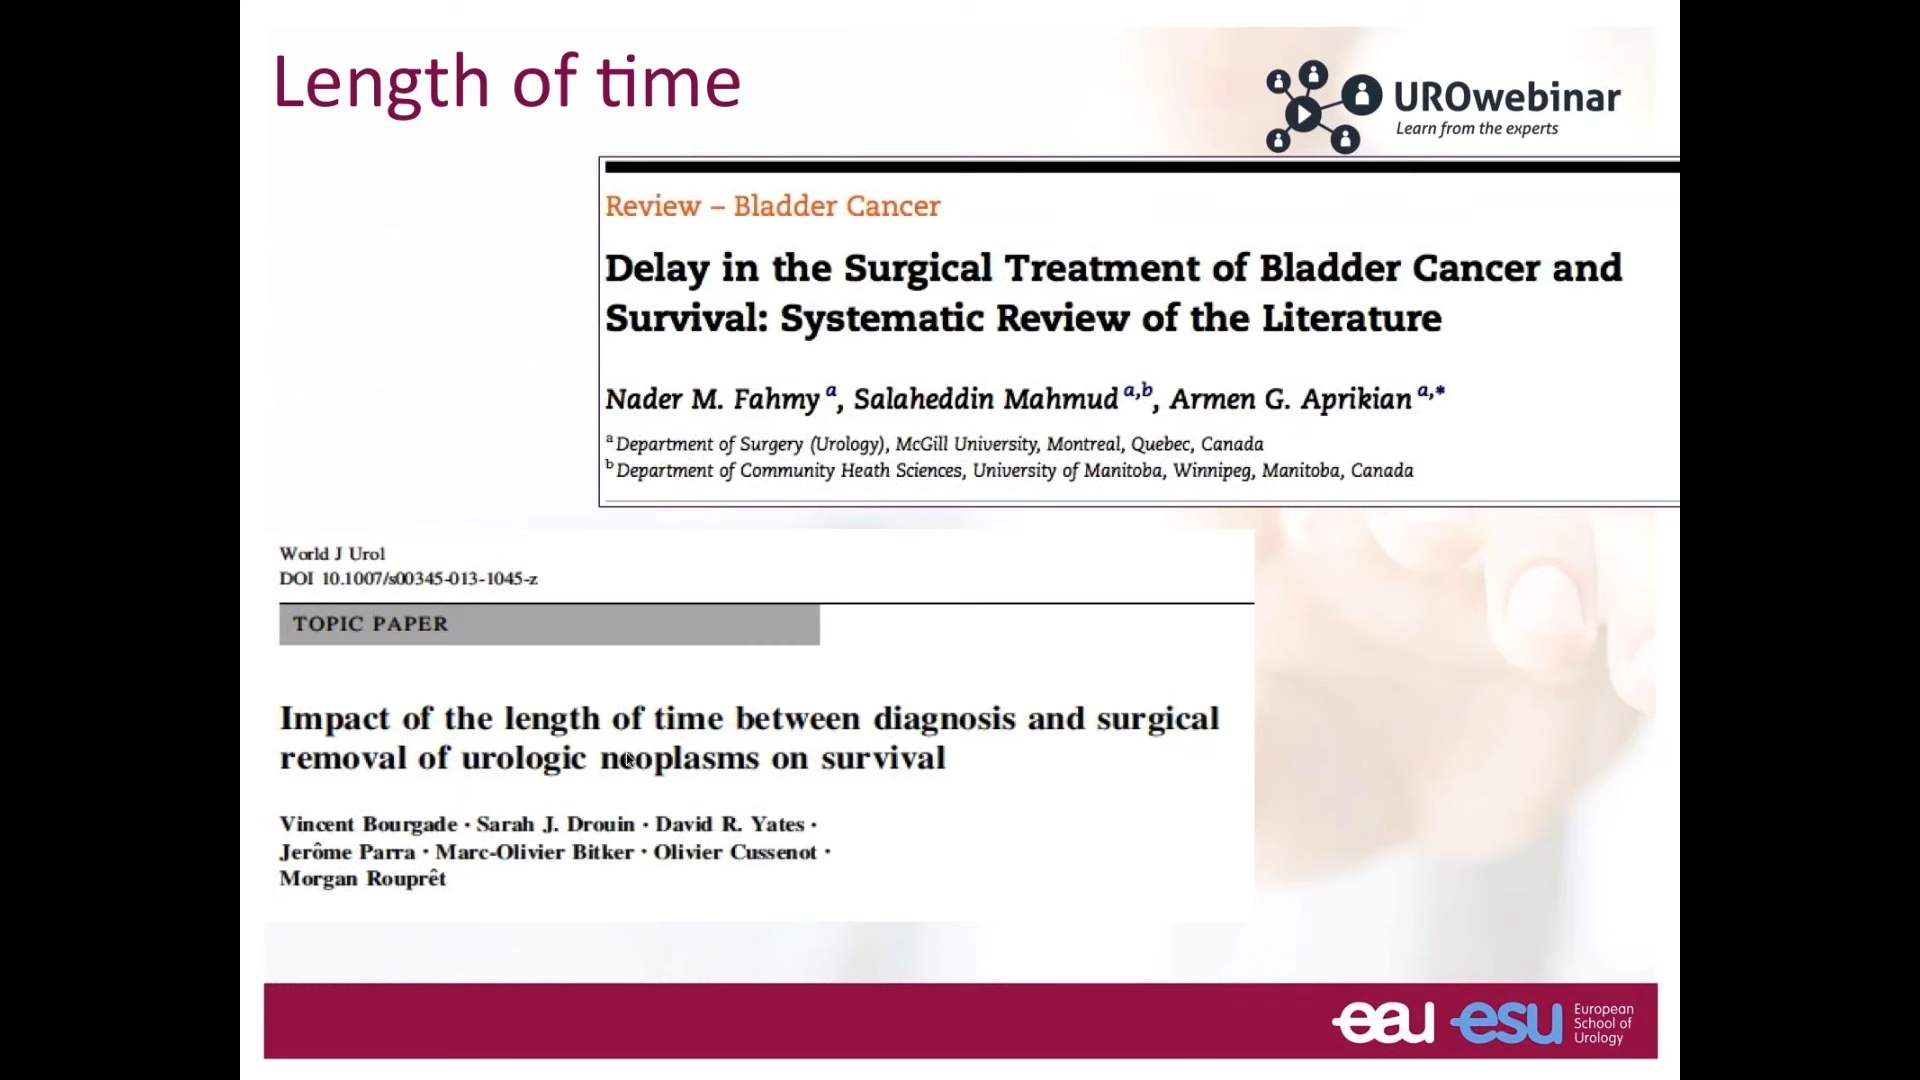 Length of time
UROwebinar
Learn from the experts
Review – Bladder Cancer
Delay in the Surgical Treatment of Bladder Cancer and
Survival: Systematic Review of the Literature
Nader M. Fahmy a, Salaheddin Mahmud a,b, Armen G. Aprikian a,*
a Department of Surgery (Urology), McGill University, Montreal, Quebec, Canada
b Department of Community Heath Sciences, University of Manitoba, Winnipeg, Manitoba, Canada
World J Urol
DOI 10.1007/s00345-013-1045-z
TOPIC PAPER
Impact of the length of time between diagnosis and surgical
removal of urologic neoplasms on survival
Vincent Bourgade · Sarah J. Drouin · David R. Yates ·
Jerôme Parra · Marc-Olivier Bitker · Olivier Cussenot ·
Morgan Rouprêt
eau esu
European
School of
Urology